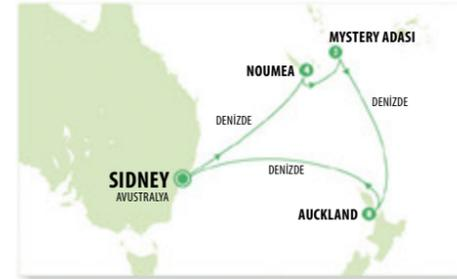 MYSTERY ADASI
NOUMEA
DENİZDE
DENİZDE
SIDNEY
AVUSTRALYA
DENİZDE
AUCKLAND